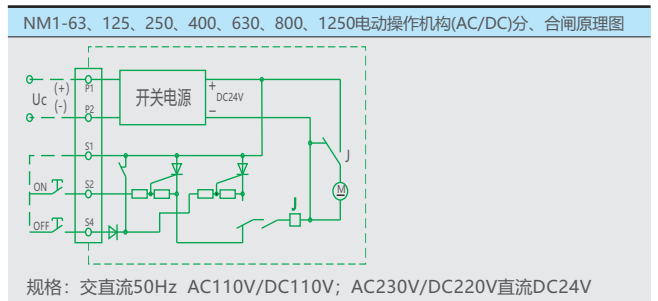 NM1-63、125、250、400、630、800、1250电动操作机构(AC/DC)分、合闸原理图
Uc
(+)
(-)
P1
P2
开关电源
+
DC24V
−
S1
ON
S2
OFF
S4
J
M
J
规格：交直流50Hz AC110V/DC110V；AC230V/DC220V直流DC24V